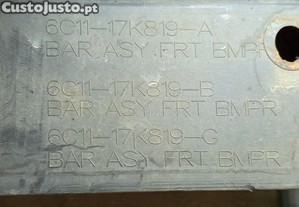 CustoJusto.pt
6C11-17K819-A
BAR ASY FRT BMPR
6C11-17K819-B
BAR ASY FRT BMPR
6C11-17K819-C
BAR ASY FRT BMPR